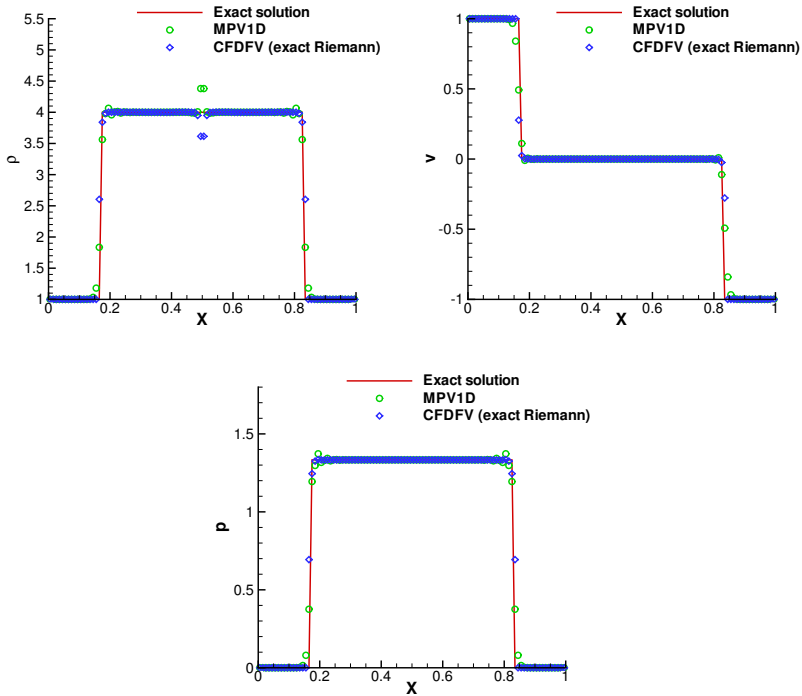 Exact solution
MPV1D
CFDFV (exact Riemann)
5.5
5
4.5
4
3.5
3
2.5
2
1.5
1
ρ
0
0.2
0.4
0.6
0.8
1
X
Exact solution
MPV1D
CFDFV (exact Riemann)
1
0.5
0
-0.5
-1
v
0
0.2
0.4
0.6
0.8
1
X
Exact solution
MPV1D
CFDFV (exact Riemann)
1.5
1
0.5
0
p
0
0.2
0.4
0.6
0.8
1
X